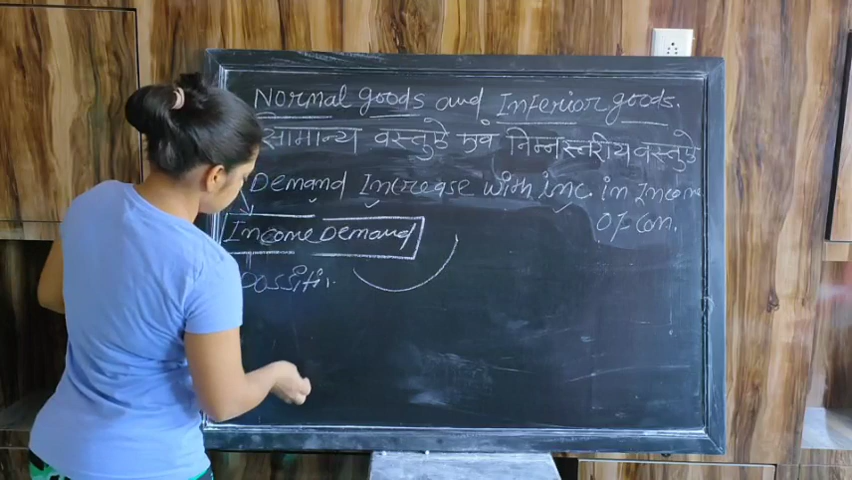 Normal goods and Inferior goods.
सामान्य वस्तुऐ एवं निम्नस्तरीय वस्तुऐ
Demand Increase with inc. in Income
of con.
Income Demand
possitiv